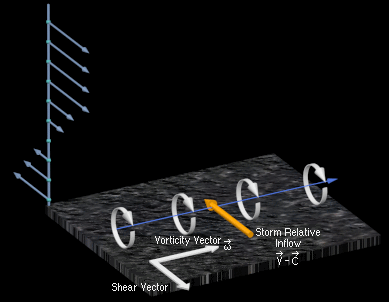 Storm Relative
Inflow
V - C
Vorticity Vector ω
Shear Vector